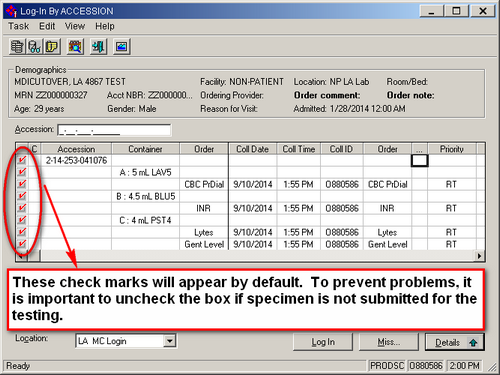 Log-In By ACCESSION
Task Edit View Help
Demographics
MDICUTOVER, LA 4867 TEST Facility: NON-PATIENT Location: NP LA Lab Room/Bed:
MRN ZZ000000327 Acct NBR: ZZ000000... Ordering Provider: Order comment: Order note:
Age: 29 years Gender: Male Reason for Visit: Admitted: 1/28/2014 12:00 AM
Accession: _-__-___-______
C Accession Container Order Coll Date Coll Time Coll ID Order ... Priority
2-14-253-041076
A : 5 mL LAV5
CBC PrDial 9/10/2014 1:55 PM O880586 CBC PrDial RT
B : 4.5 mL BLU5
INR 9/10/2014 1:55 PM O880586 INR RT
C : 4 mL PST4
Lytes 9/10/2014 1:55 PM O880586 Lytes RT
Gent Level 9/10/2014 1:55 PM O880586 Gent Level RT
These check marks will appear by default. To prevent problems, it
is important to uncheck the box if specimen is not submitted for the
testing.
Location: LA MC Login Log In Misc... Details
Ready PRODSC O880586 2:00 PM